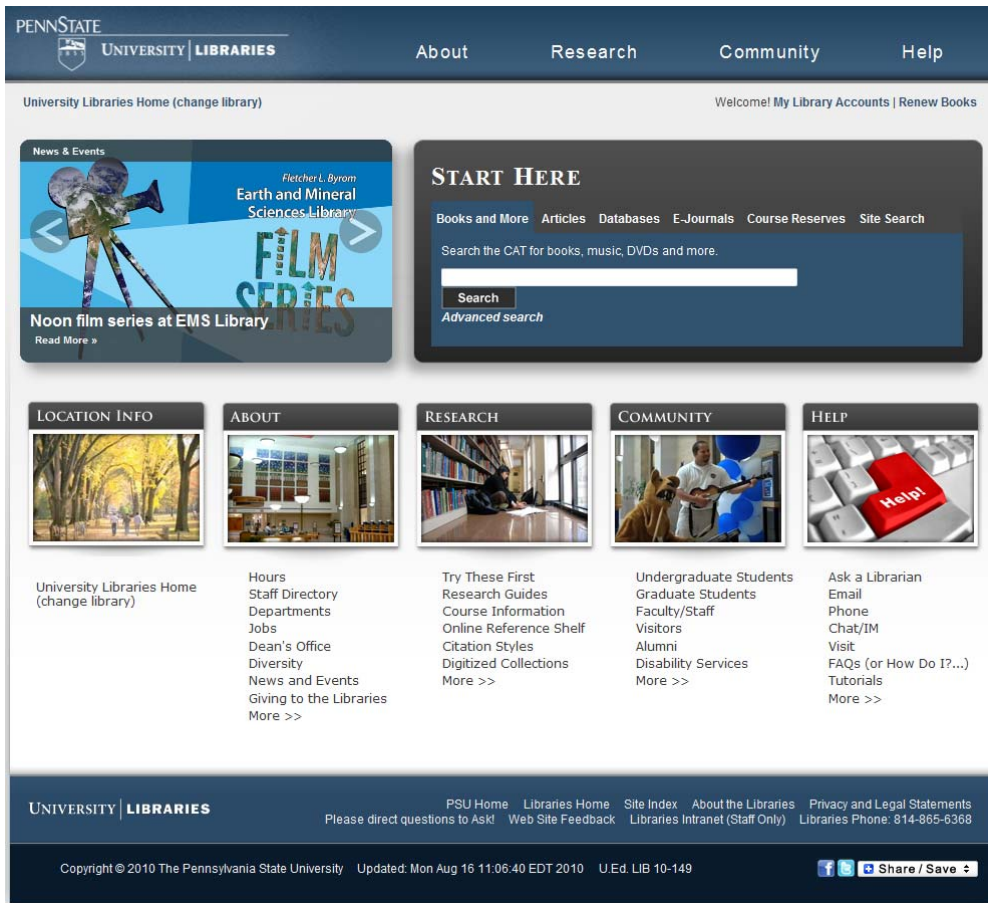 PENNSTATE
UNIVERSITY LIBRARIES
About Research Community Help
University Libraries Home (change library)
Welcome! My Library Accounts | Renew Books
News & Events
Fletcher L. Byrom
Earth and Mineral
Sciences Library
FILM
SERIES
Noon film series at EMS Library
Read More »
START HERE
Books and More Articles Databases E-Journals Course Reserves Site Search
Search the CAT for books, music, DVDs and more.
Search
Advanced search
LOCATION INFO
University Libraries Home
(change library)
ABOUT
Hours
Staff Directory
Departments
Jobs
Dean's Office
Diversity
News and Events
Giving to the Libraries
More >>
RESEARCH
Try These First
Research Guides
Course Information
Online Reference Shelf
Citation Styles
Digitized Collections
More >>
COMMUNITY
Undergraduate Students
Graduate Students
Faculty/Staff
Visitors
Alumni
Disability Services
More >>
HELP
Help!
Ask a Librarian
Email
Phone
Chat/IM
Visit
FAQs (or How Do I?...)
Tutorials
More >>
UNIVERSITY LIBRARIES
PSU Home Libraries Home Site Index About the Libraries Privacy and Legal Statements
Please direct questions to Ask! Web Site Feedback Libraries Intranet (Staff Only) Libraries Phone: 814-865-6368
Copyright © 2010 The Pennsylvania State University Updated: Mon Aug 16 11:06:40 EDT 2010 U.Ed. LIB 10-149
Share / Save